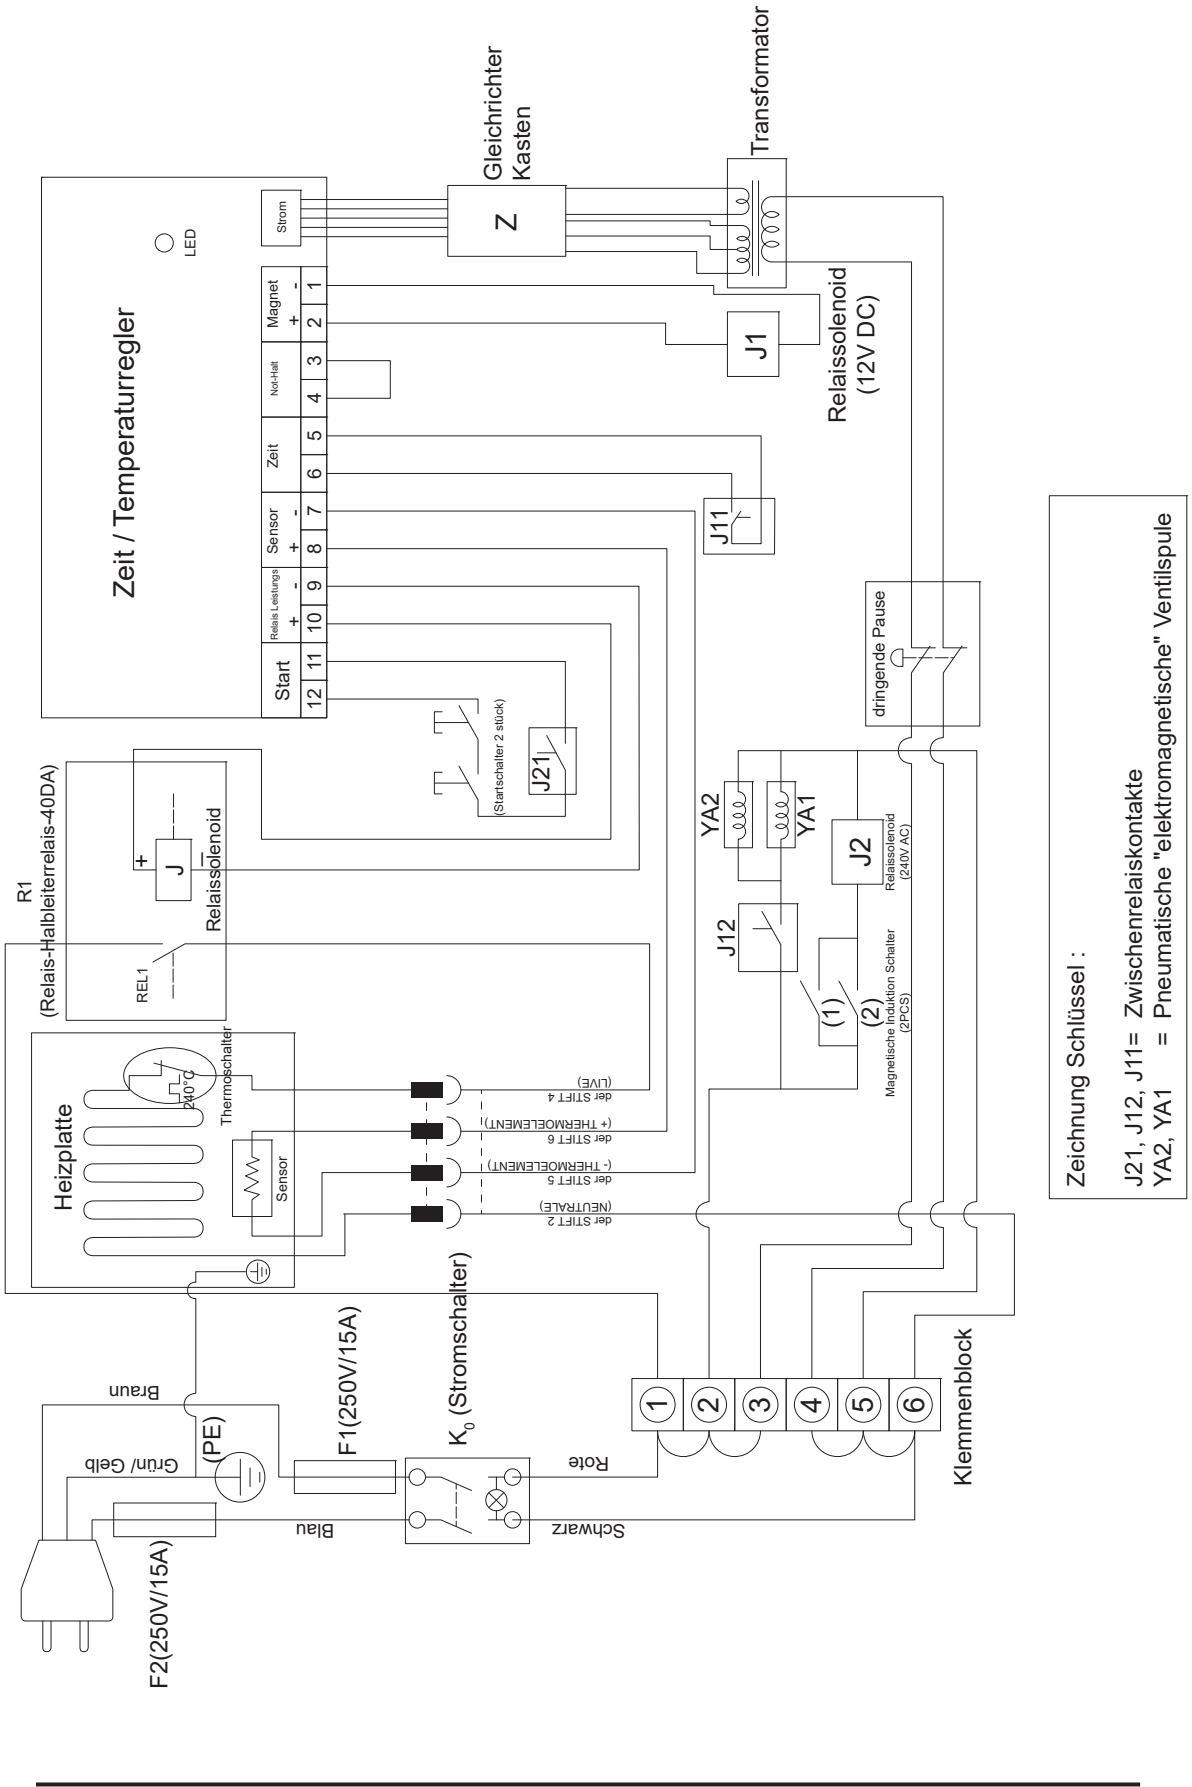 F2(250V/15A)
Blau
Grün/ Gelb
Braun
(PE)
F1(250V/15A)
K0 (Stromschalter)
Schwarz
Rote
Klemmenblock
1
2
3
4
5
6
Heizplatte
Sensor
240°C
Thermoschalter
der STIFT 2
(NEUTRALE)
der STIFT 5
(- THERMOELEMENT)
der STIFT 6
(+ THERMOELEMENT)
der STIFT 4
(LIVE)
R1
(Relais-Halbleiterrelais-40DA)
REL1
J
+
-
Relaissolenoid
Zeit / Temperaturregler
LED
Start
Relais Leistungs
+ -
Sensor
+ -
Zeit
Not-Halt
Magnet
+ -
Strom
12
11
10
9
8
7
6
5
4
3
2
1
(Startschalter 2 stück)
J21
J11
J1
Relaissolenoid
(12V DC)
Z
Gleichrichter
Kasten
Transformator
J12
YA2
YA1
(1)
(2)
Magnetische Induktion Schalter
(2PCS)
J2
Relaissolenoid
(240V AC)
dringende Pause
Zeichnung Schlüssel :
J21, J12, J11= Zwischenrelaiskontakte
YA2, YA1 = Pneumatische "elektromagnetische" Ventilspule